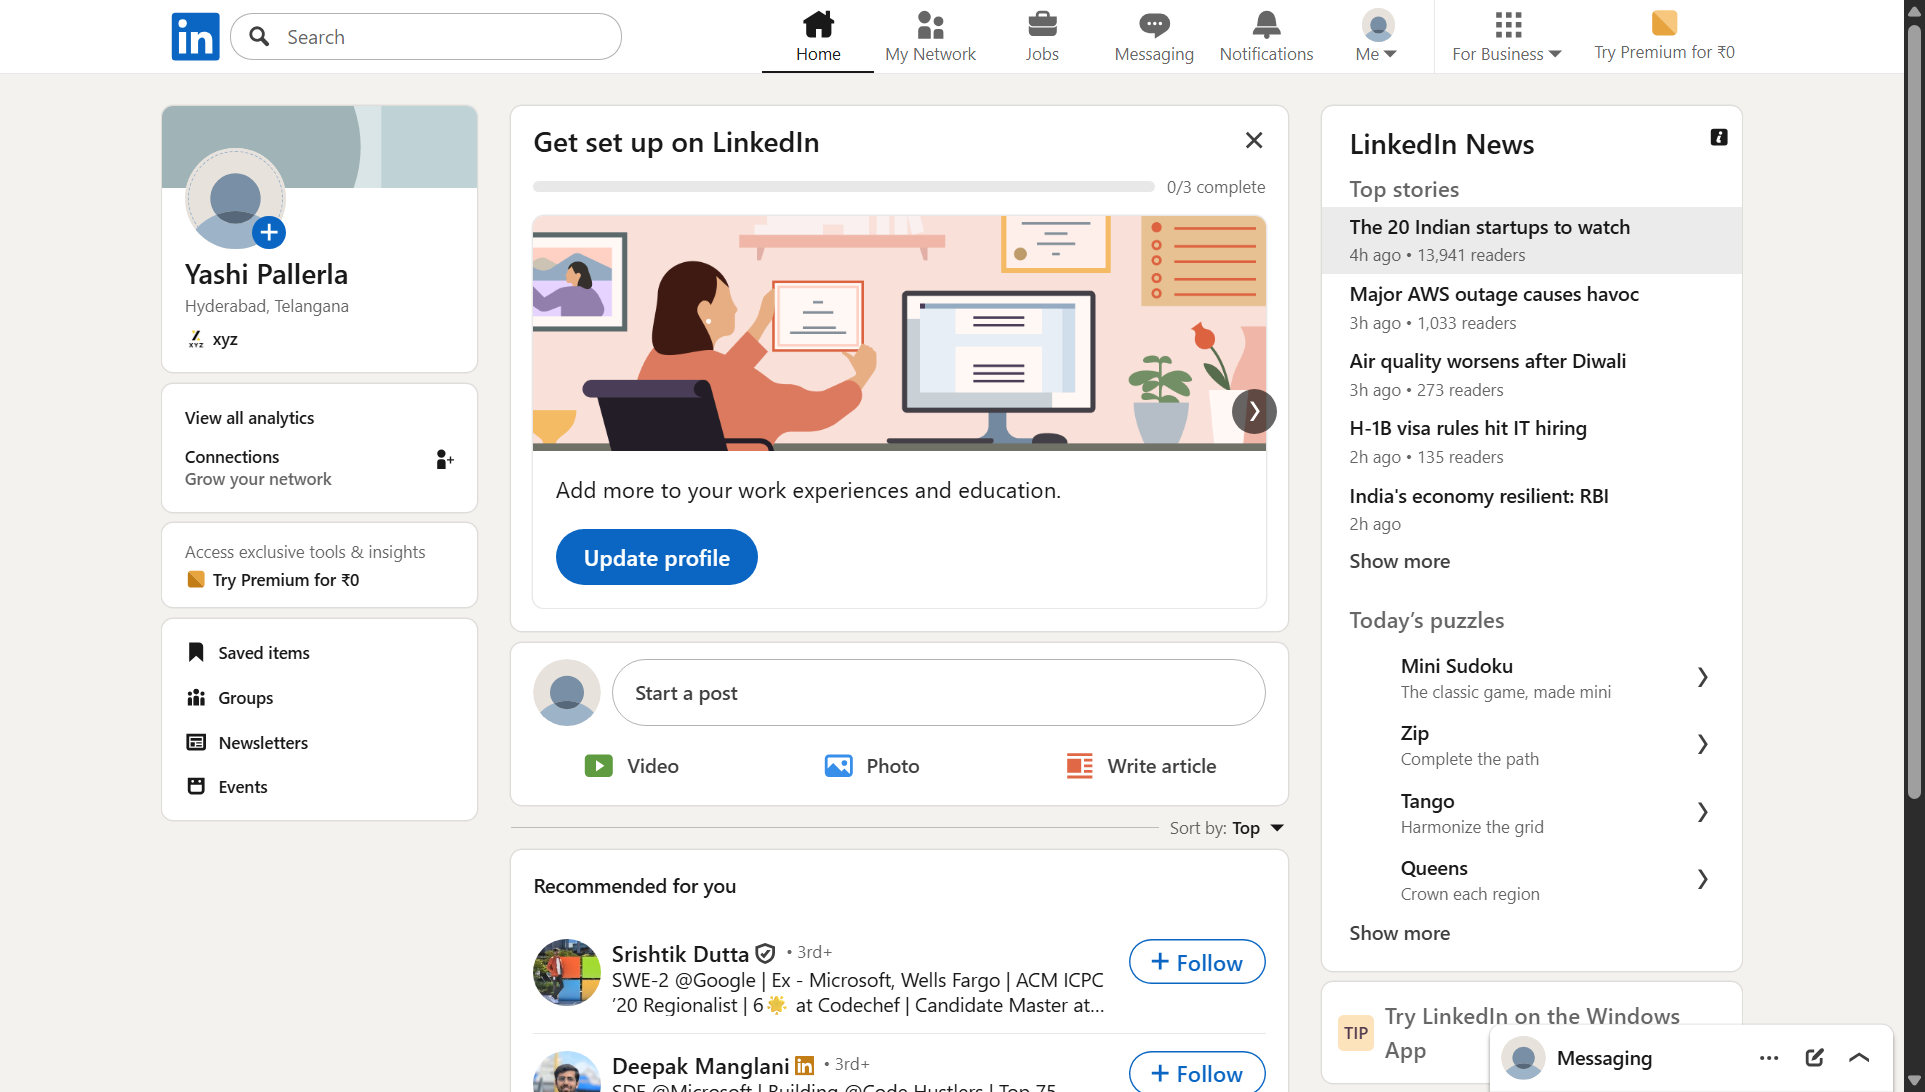 in
Search
Home
My Network
Jobs
Messaging
Notifications
Me
For Business
Try Premium for ₹0
Yashi Pallerla
Hyderabad, Telangana
XYZ
xyz
View all analytics
Connections
Grow your network
Access exclusive tools & insights
Try Premium for ₹0
Saved items
Groups
Newsletters
Events
Get set up on LinkedIn
0/3 complete
Add more to your work experiences and education.
Update profile
Start a post
Video
Photo
Write article
Sort by: Top
Recommended for you
Srishtik Dutta • 3rd+
SWE-2 @Google | Ex - Microsoft, Wells Fargo | ACM ICPC
’20 Regionalist | 6🌟 at Codechef | Candidate Master at...
+ Follow
Deepak Manglani in • 3rd+
SDE @Microsoft | Building @Code Hustlers | Top 75
+ Follow
LinkedIn News
Top stories
The 20 Indian startups to watch
4h ago • 13,941 readers
Major AWS outage causes havoc
3h ago • 1,033 readers
Air quality worsens after Diwali
3h ago • 273 readers
H-1B visa rules hit IT hiring
2h ago • 135 readers
India's economy resilient: RBI
2h ago
Show more
Today’s puzzles
Mini Sudoku
The classic game, made mini
Zip
Complete the path
Tango
Harmonize the grid
Queens
Crown each region
Show more
TIP
Try LinkedIn on the Windows
App
Messaging